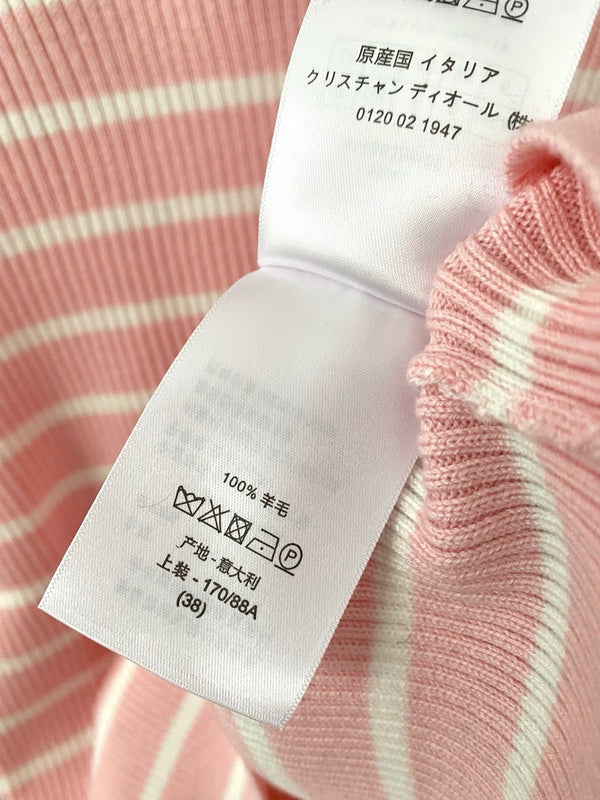 原産国 イタリア
クリスチャン ディオール (株)
0120 02 1947
100% 羊毛
产地 - 意大利
上装 - 170/88A
(38)